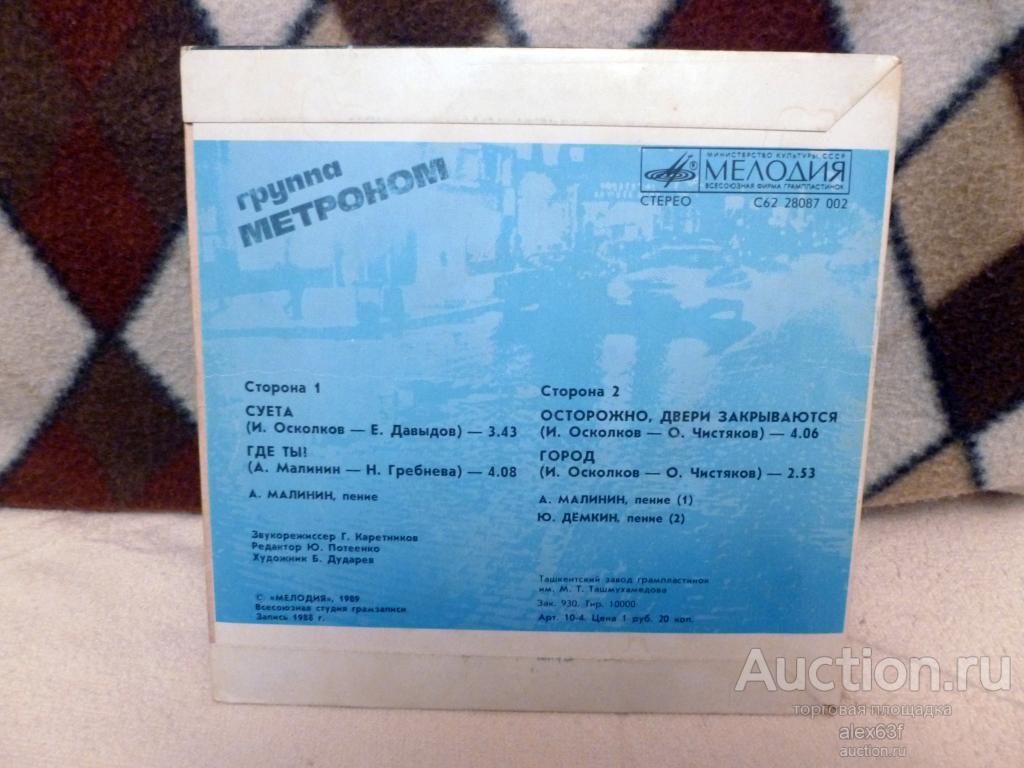 группа
МЕТРОНОМ
МИНИСТЕРСТВО КУЛЬТУРЫ СССР
МЕЛОДИЯ
ВСЕСОЮЗНАЯ ФИРМА ГРАМПЛАСТИНОК
СТЕРЕО
С62 28087 002
Сторона 1
СУЕТА
(И. Осколков — Е. Давыдов) — 3.43
ГДЕ ТЫ?
(А. Малинин — Н. Гребнева) — 4.08
А. МАЛИНИН, пение
Сторона 2
ОСТОРОЖНО, ДВЕРИ ЗАКРЫВАЮТСЯ
(И. Осколков — О. Чистяков) — 4.06
ГОРОД
(И. Осколков — О. Чистяков) — 2.53
А. МАЛИНИН, пение (1)
Ю. ДЁМКИН, пение (2)
Звукорежиссер Г. Каретников
Редактор Ю. Потеенко
Художник Б. Дударев
© «МЕЛОДИЯ», 1989
Всесоюзная студия грамзаписи
Запись 1988 г.
Ташкентский завод грампластинок
им. М. Т. Ташмухамедова
Зак. 930. Тир. 10000
Арт. 10-4. Цена 1 руб. 20 коп.
Auction.ru
торговая площадка
alex63f
auction.ru